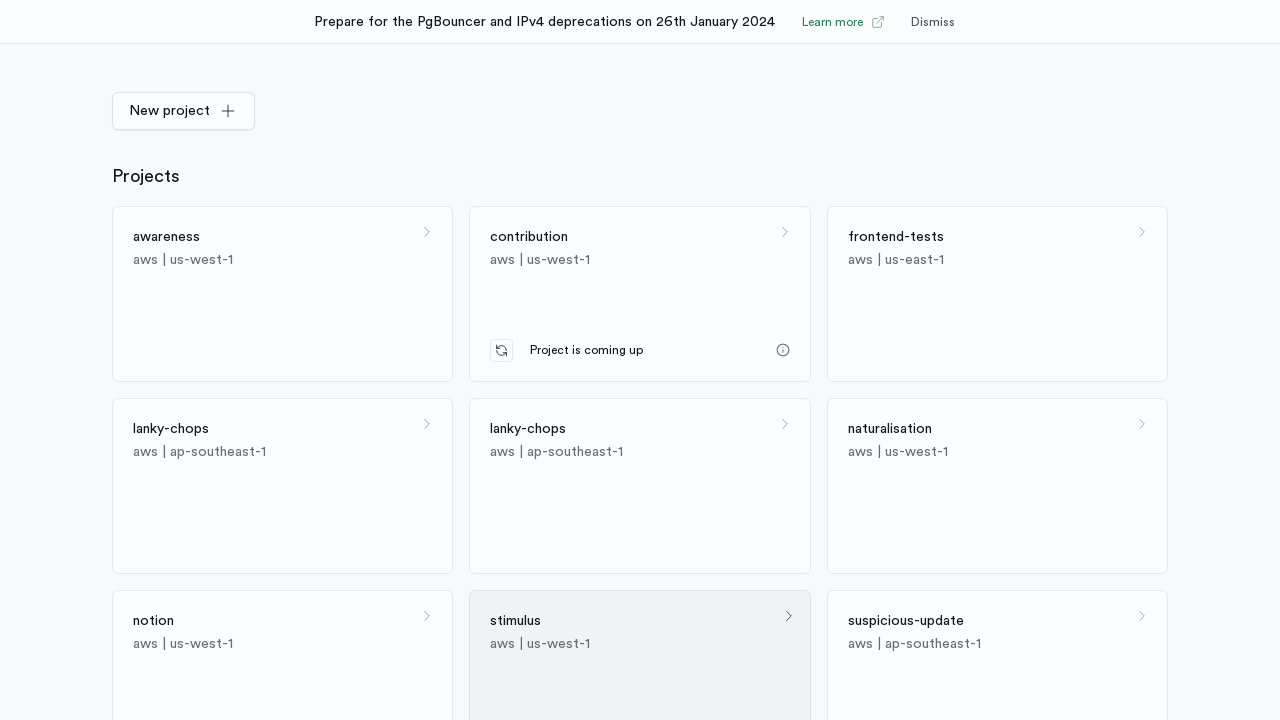 Prepare for the PgBouncer and IPv4 deprecations on 26th January 2024
Learn more
Dismiss
New project
Projects
awareness
aws | us-west-1
contribution
aws | us-west-1
Project is coming up
frontend-tests
aws | us-east-1
lanky-chops
aws | ap-southeast-1
lanky-chops
aws | ap-southeast-1
naturalisation
aws | us-west-1
notion
aws | us-west-1
stimulus
aws | us-west-1
suspicious-update
aws | ap-southeast-1